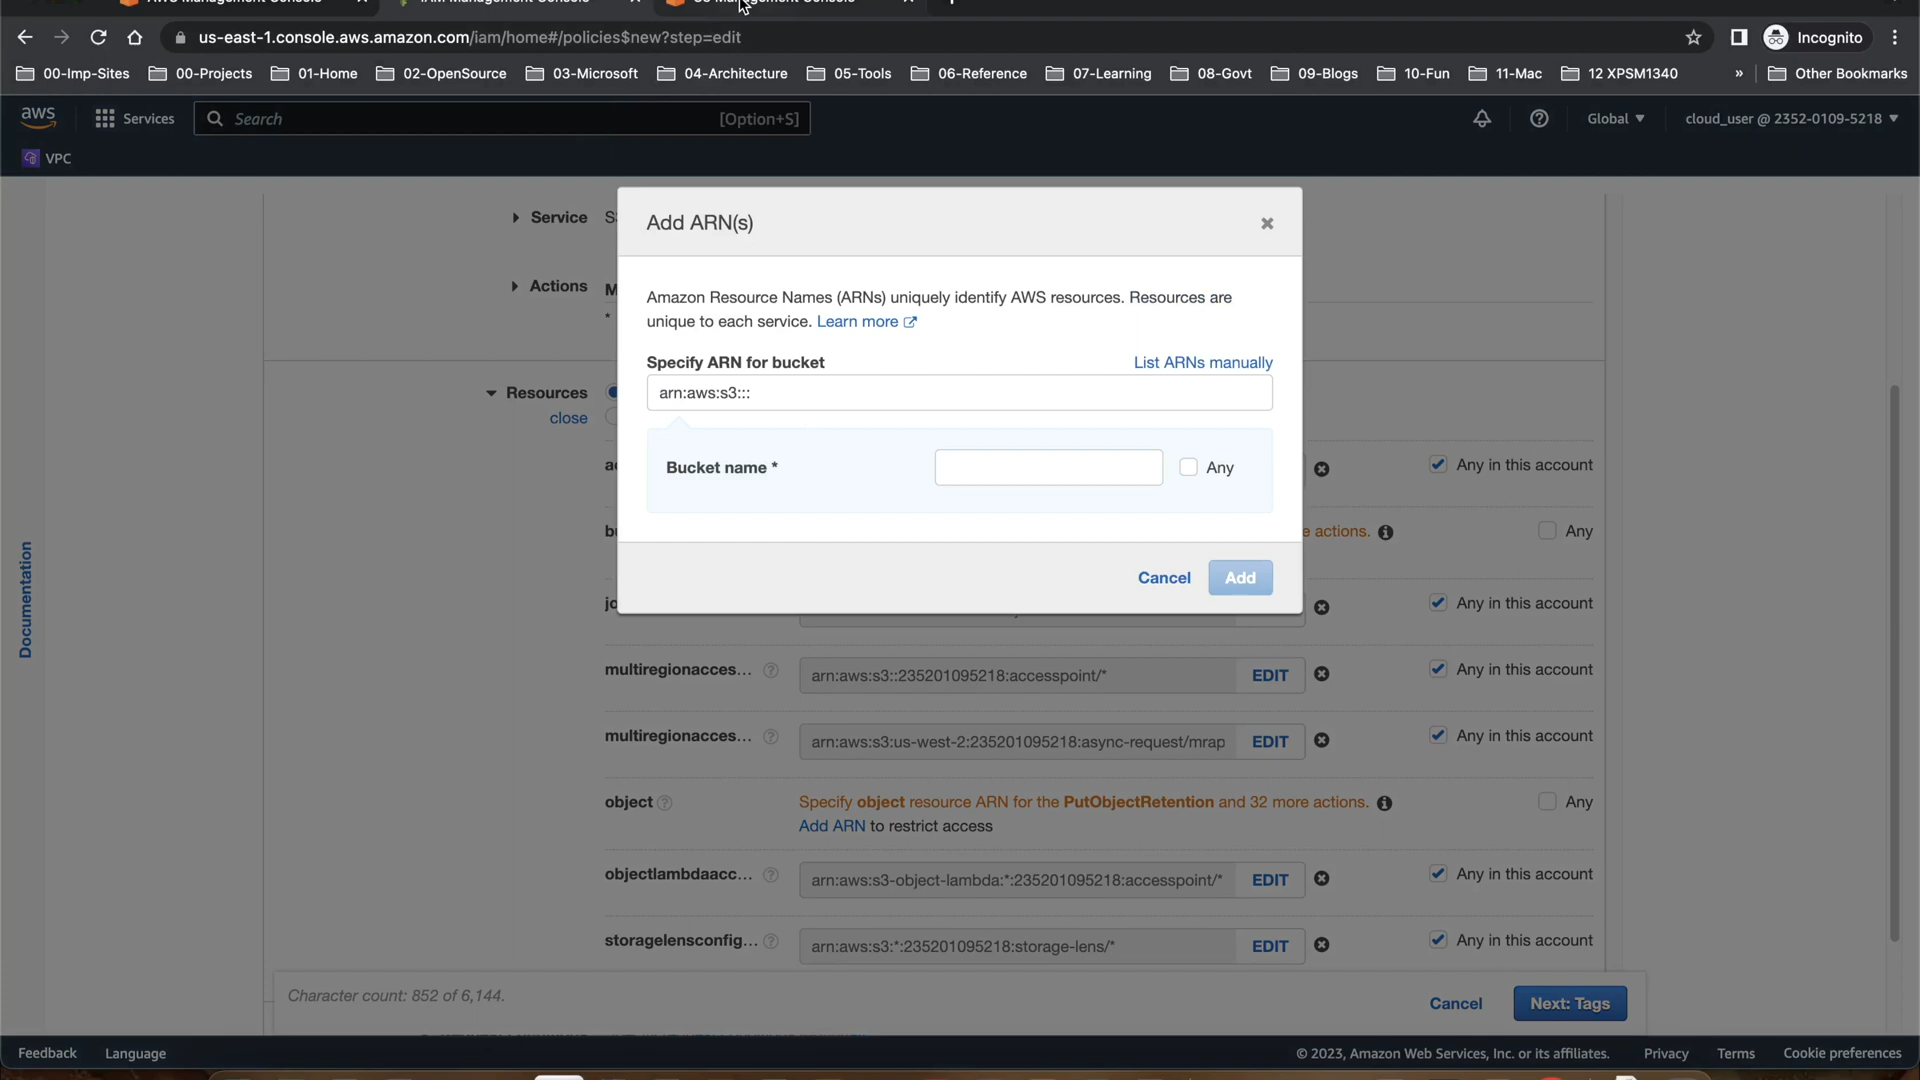 AWS Management Console
IAM Management Console
S3 Management Console
us-east-1.console.aws.amazon.com/iam/home#/policies$new?step=edit
Incognito
00-Imp-Sites
00-Projects
01-Home
02-OpenSource
03-Microsoft
04-Architecture
05-Tools
06-Reference
07-Learning
08-Govt
09-Blogs
10-Fun
11-Mac
12 XPSM1340
»
Other Bookmarks
aws
Services
Search
[Option+S]
Global
cloud_user @ 2352-0109-5218
VPC
Documentation
Service
Actions
*
Resources
close
Add ARN(s)
Amazon Resource Names (ARNs) uniquely identify AWS resources. Resources are
unique to each service. Learn more
Specify ARN for bucket
List ARNs manually
arn:aws:s3:::
Bucket name *
Any
Cancel
Add
Any in this account
e actions.
Any
Any in this account
multiregionacces...
arn:aws:s3::235201095218:accesspoint/*
EDIT
Any in this account
multiregionacces...
arn:aws:s3:us-west-2:235201095218:async-request/mrap
EDIT
Any in this account
object
Specify object resource ARN for the PutObjectRetention and 32 more actions.
Any
Add ARN to restrict access
objectlambdaacc...
arn:aws:s3-object-lambda:*:235201095218:accesspoint/*
EDIT
Any in this account
storagelensconfig...
arn:aws:s3:*:235201095218:storage-lens/*
EDIT
Any in this account
Character count: 852 of 6,144.
Cancel
Next: Tags
Feedback
Language
© 2023, Amazon Web Services, Inc. or its affiliates.
Privacy
Terms
Cookie preferences